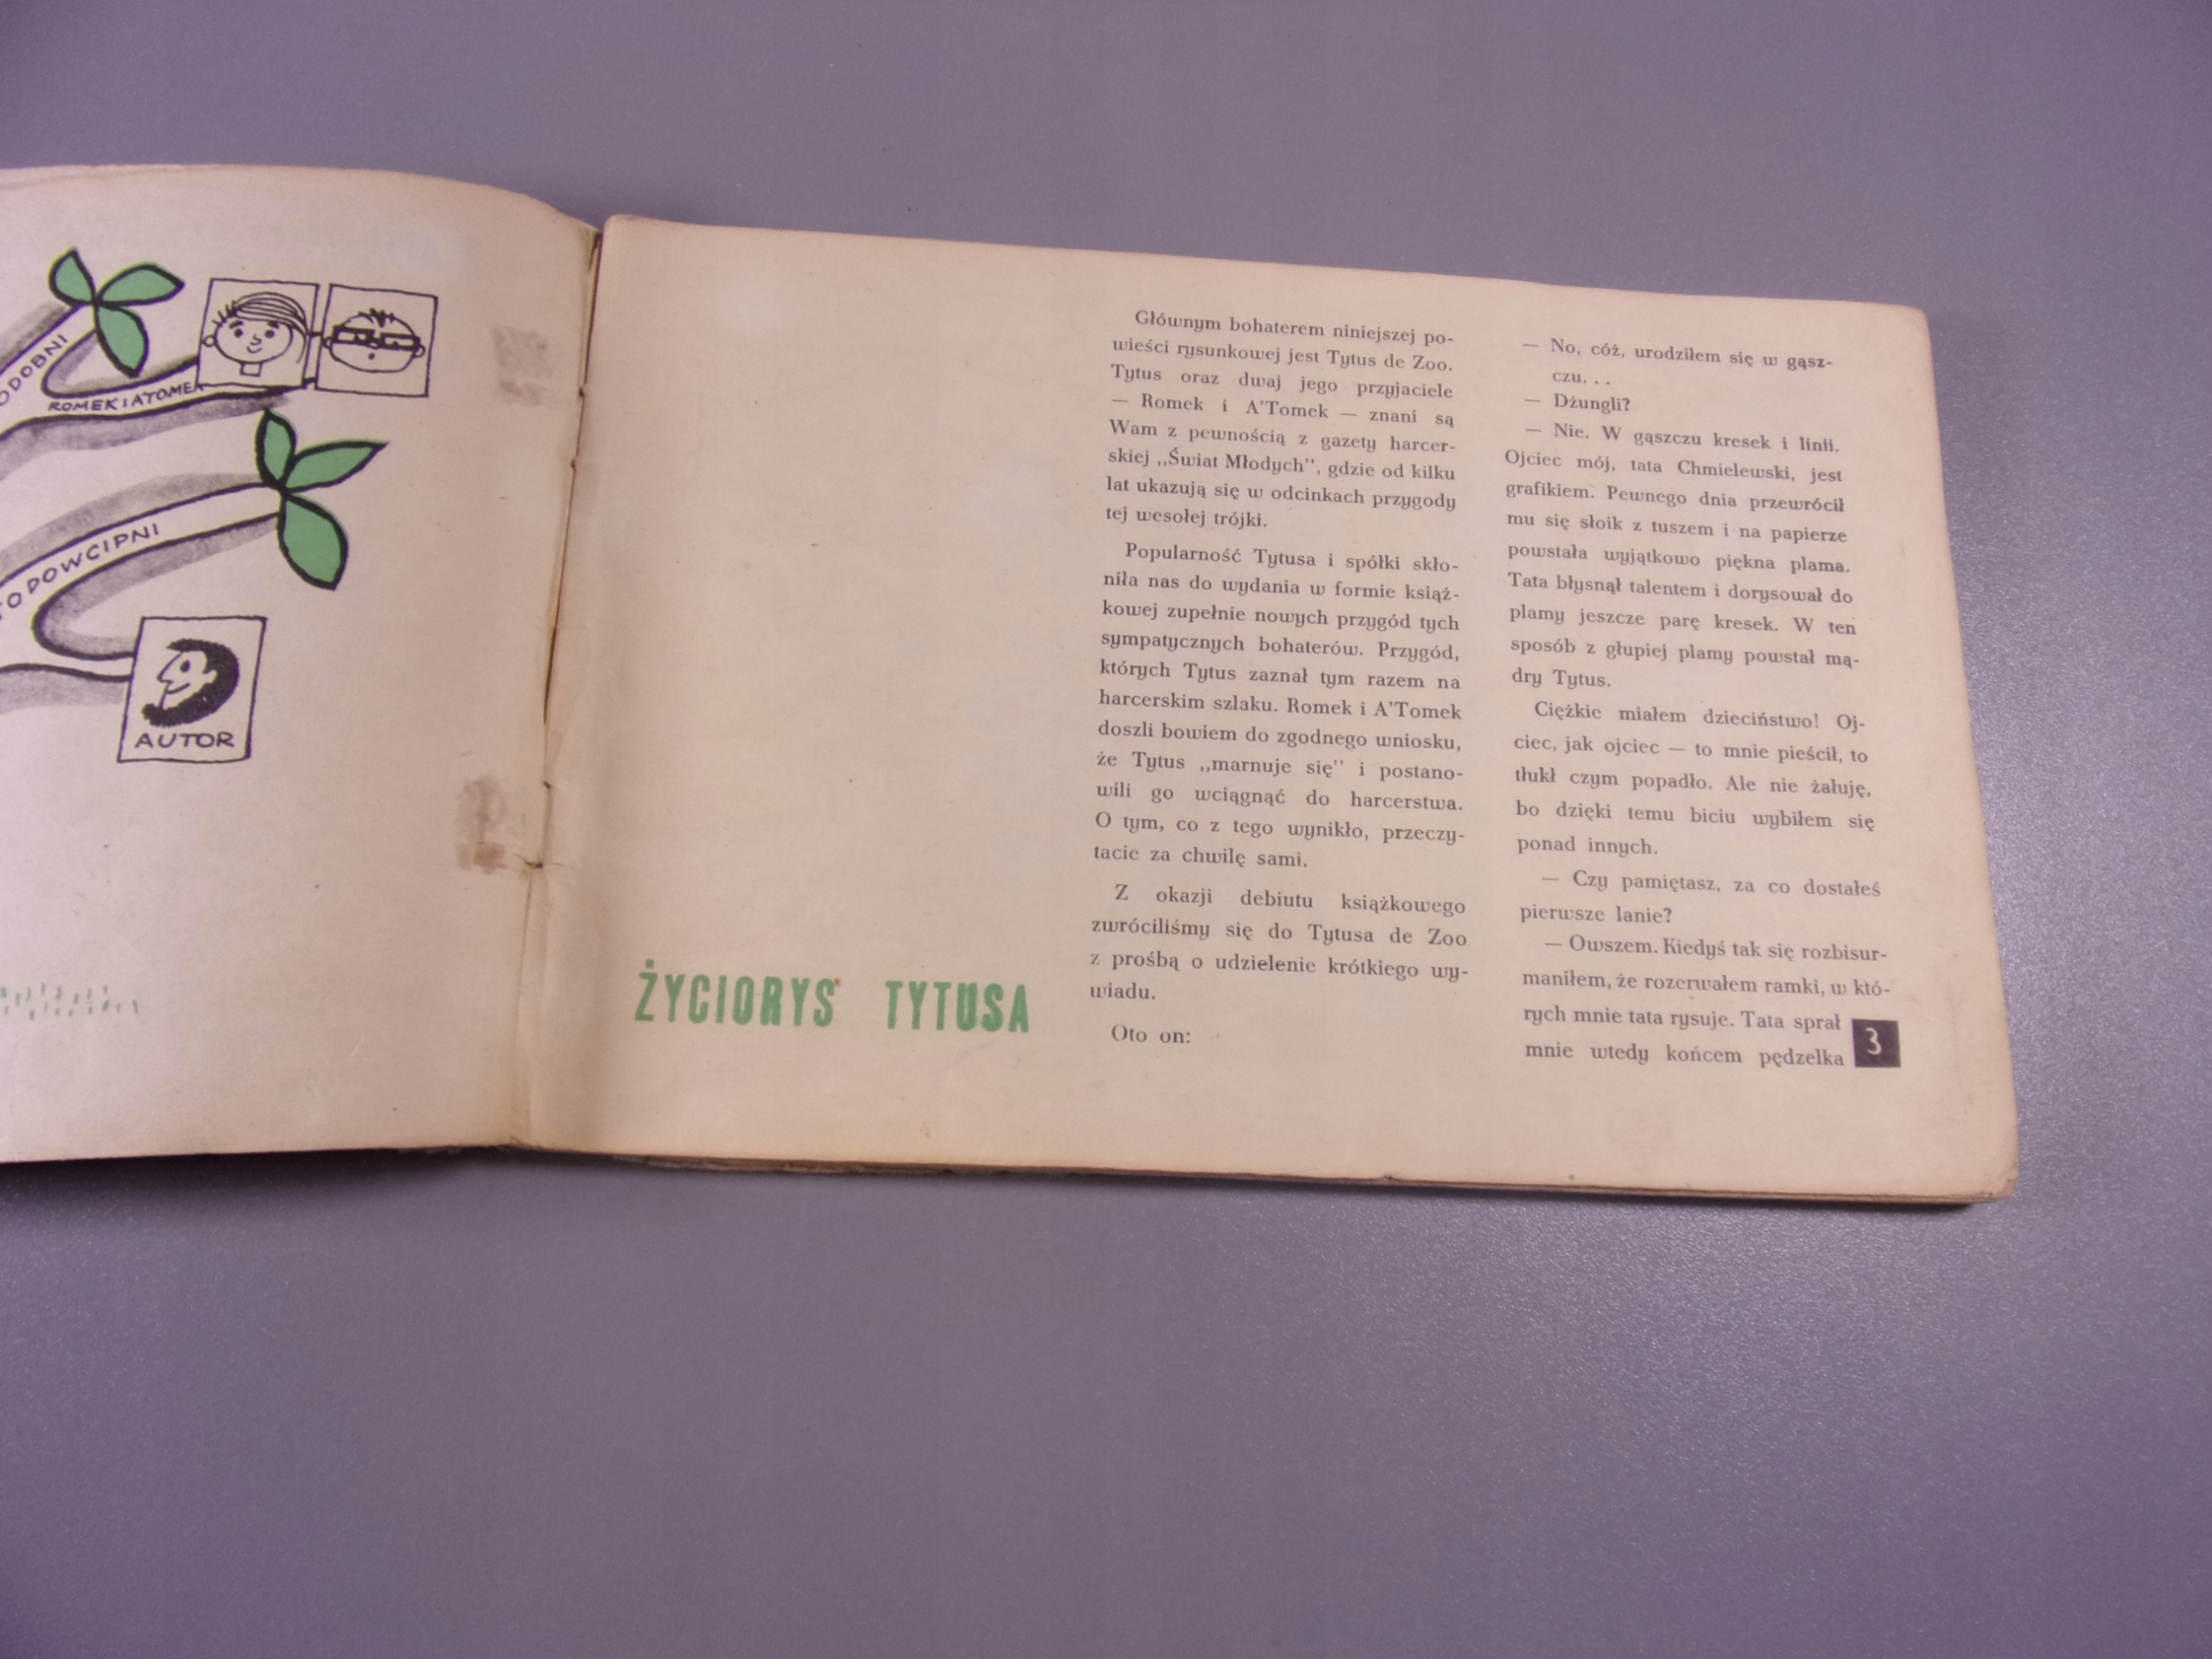 ODOBNI
ROMEK I ATOMEK
TODOWCIPNI
AUTOR
ŻYCIORYS TYTUSA
Głównym bohaterem niniejszej po-
wieści rysunkowej jest Tytus de Zoo.
Tytus oraz dwaj jego przyjaciele
— Romek i A'Tomek — znani są
Wam z pewnością z gazety harcer-
skiej „Świat Młodych”, gdzie od kilku
lat ukazują się w odcinkach przygody
tej wesołej trójki.
Popularność Tytusa i spółki skło-
niła nas do wydania w formie książ-
kowej zupełnie nowych przygód tych
sympatycznych bohaterów. Przygód,
których Tytus zaznał tym razem na
harcerskim szlaku. Romek i A'Tomek
doszli bowiem do zgodnego wniosku,
że Tytus „marnuje się” i postano-
wili go wciągnąć do harcerstwa.
O tym, co z tego wynikło, przeczy-
tacie za chwilę sami.
Z okazji debiutu książkowego
zwróciliśmy się do Tytusa de Zoo
z prośbą o udzielenie krótkiego wy-
wiadu.
Oto on:
— No, cóż, urodziłem się w gąsz-
czu. . .
— Dżungli?
— Nie. W gąszczu kresek i linii.
Ojciec mój, tata Chmielewski, jest
grafikiem. Pewnego dnia przewrócił
mu się słoik z tuszem i na papierze
powstała wyjątkowo piękna plama.
Tata błysnął talentem i dorysował do
plamy jeszcze parę kresek. W ten
sposób z głupiej plamy powstał mą-
dry Tytus.
Ciężkie miałem dzieciństwo! Oj-
ciec, jak ojciec — to mnie pieścił, to
tłukł czym popadło. Ale nie żałuję,
bo dzięki temu biciu wybiłem się
ponad innych.
— Czy pamiętasz, za co dostałeś
pierwsze lanie?
— Owszem. Kiedyś tak się rozbisur-
maniłem, że rozerwałem ramki, w któ-
rych mnie tata rysuje. Tata sprał
mnie wtedy końcem pędzelka
3